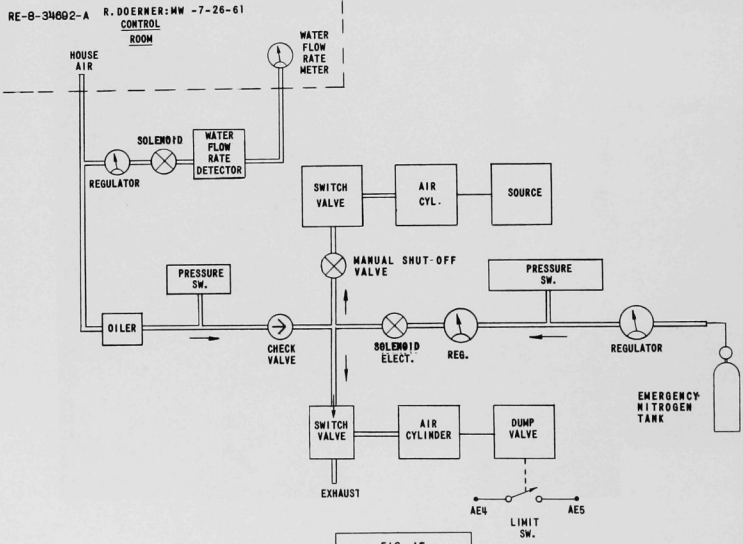 RE-8-34692-A R.DOERNER:MW -7-26-61
CONTROL
ROOM
HOUSE
AIR
WATER
FLOW
RATE
METER
SOLENOID
WATER
FLOW
RATE
DETECTOR
REGULATOR
SWITCH
VALVE
AIR
CYL.
SOURCE
MANUAL SHUT-OFF
VALVE
PRESSURE
SW.
PRESSURE
SW.
OILER
CHECK
VALVE
SOLENOID
ELECT.
REG.
REGULATOR
EMERGENCY
NITROGEN
TANK
SWITCH
VALVE
AIR
CYLINDER
DUMP
VALVE
EXHAUST
AE4
AE5
LIMIT
SW.